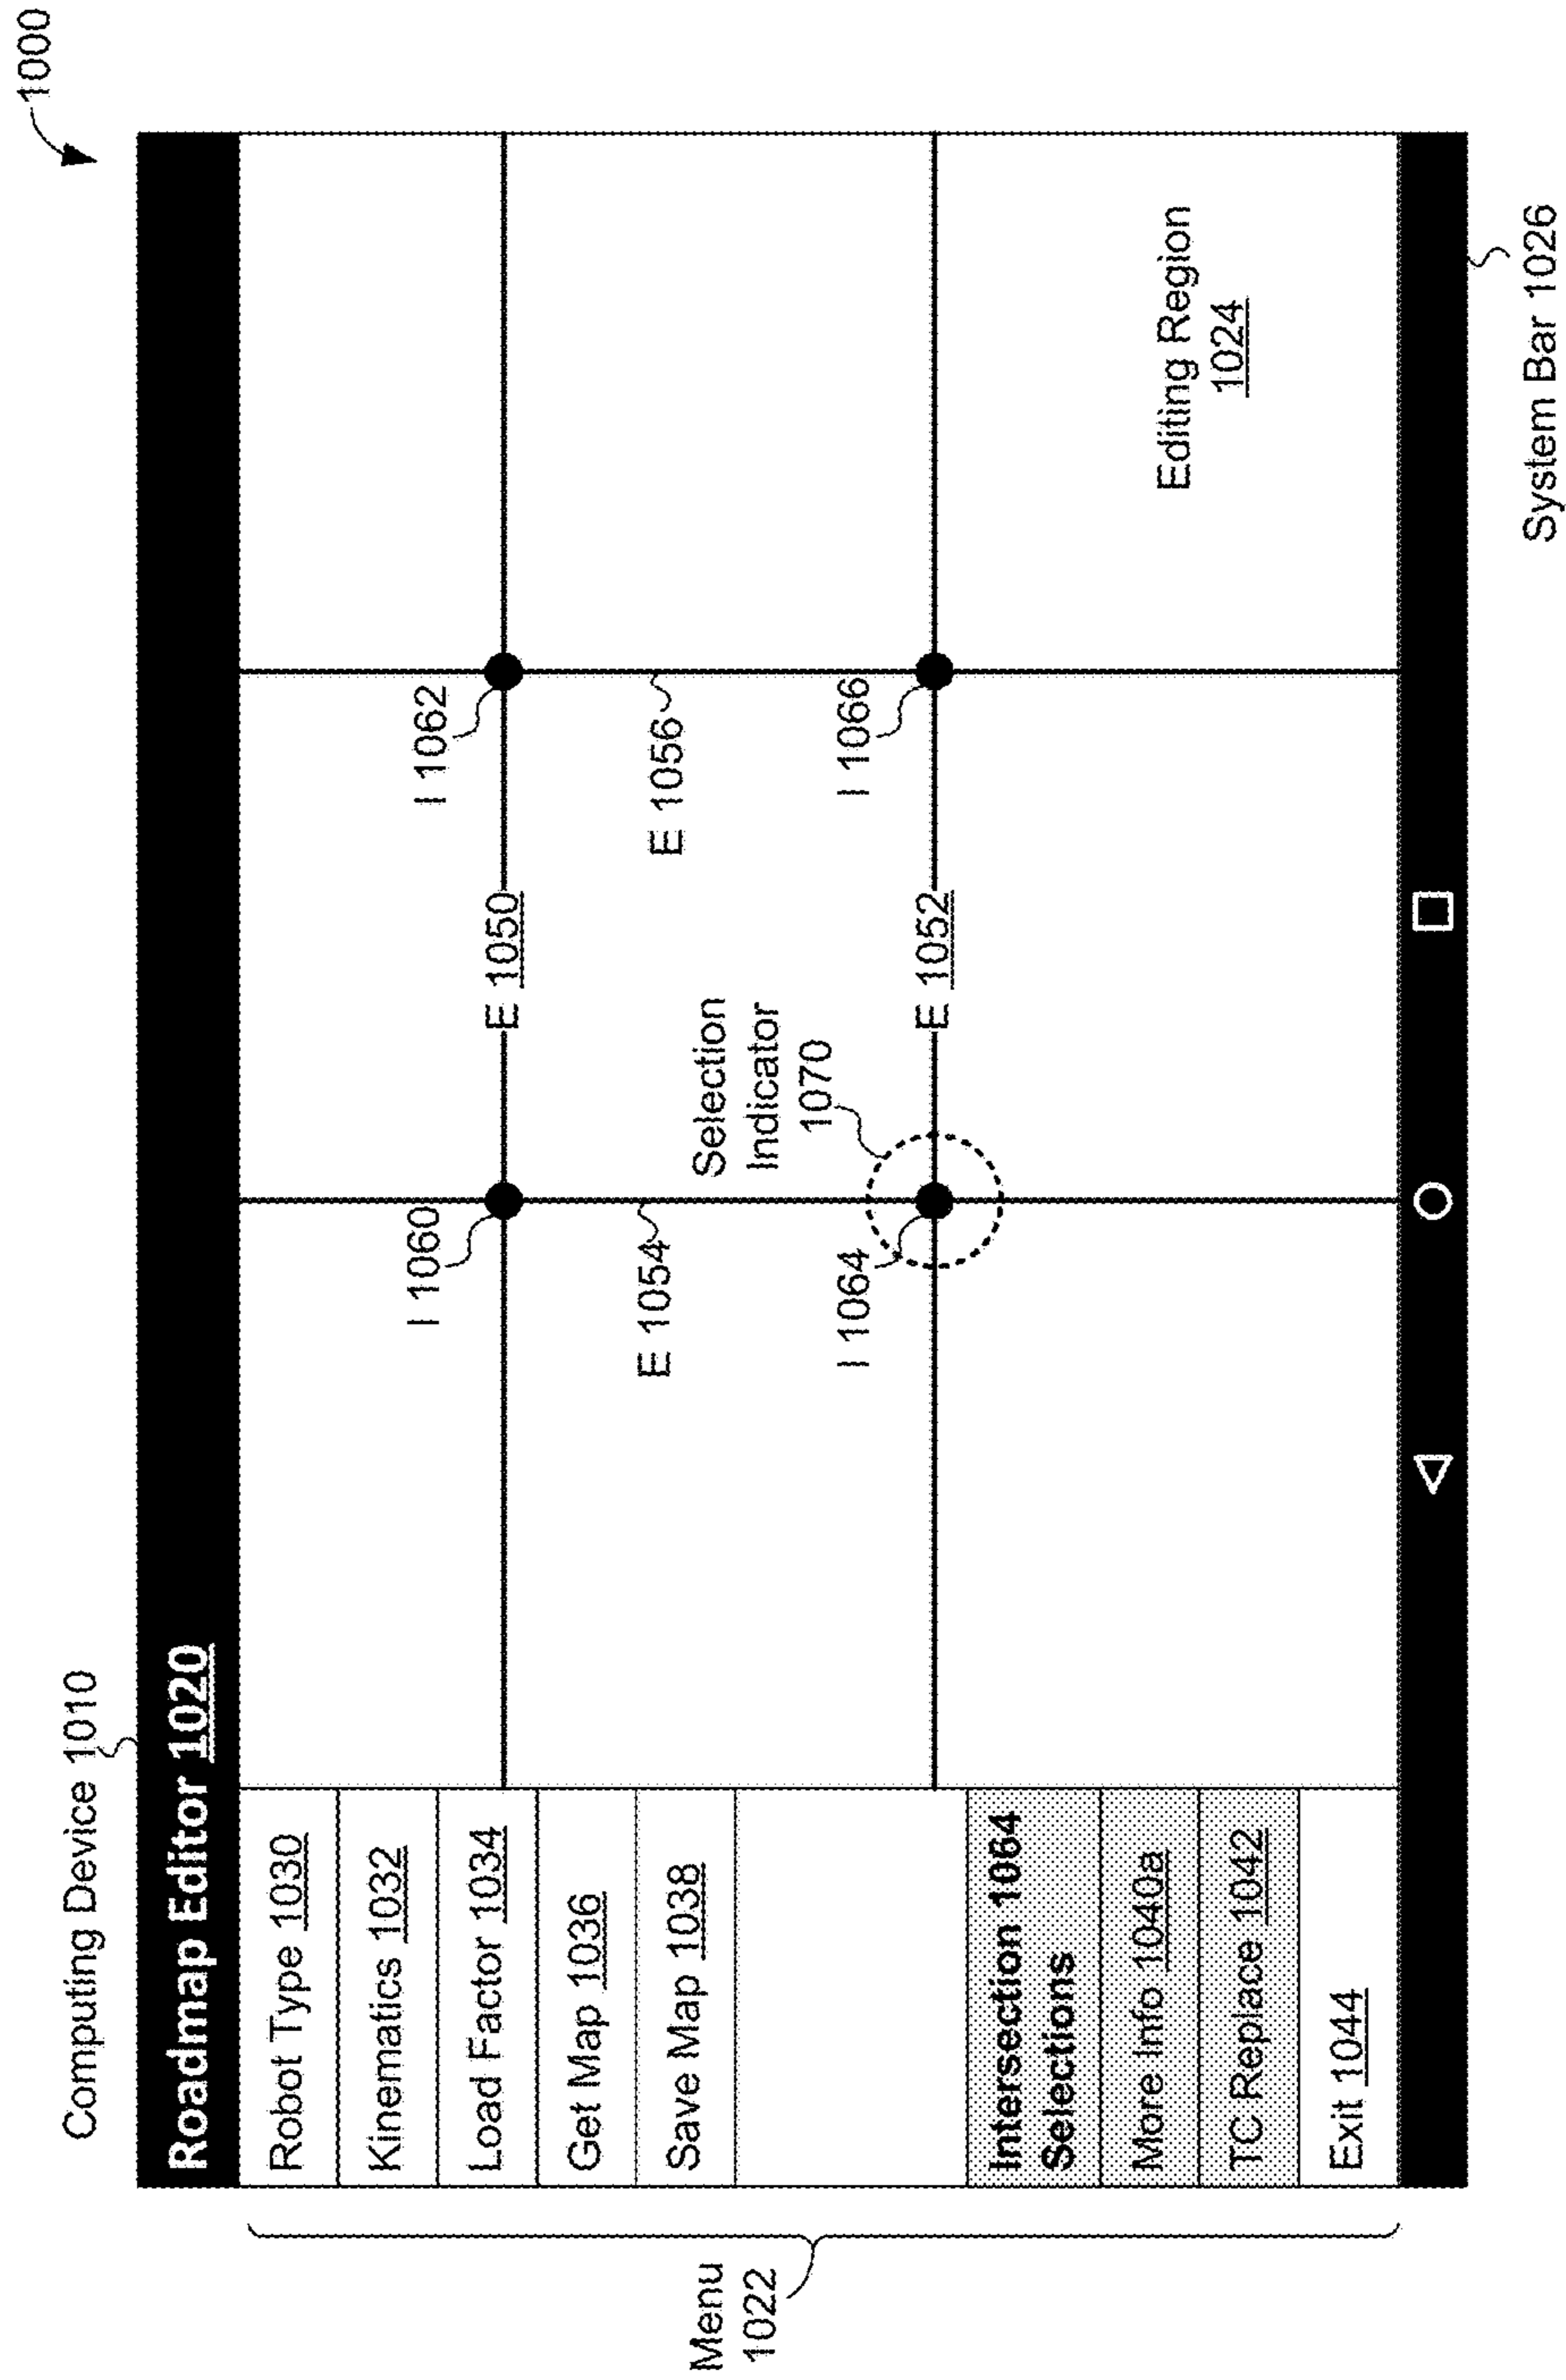 1000
Computing Device 1010
Roadmap Editor 1020
Menu
1022
Robot Type 1030
Kinematics 1032
Load Factor 1034
Get Map 1036
Save Map 1038
Intersection 1064
Selections
More Info 1040a
TC Replace 1042
Exit 1044
I 1060
I 1062
E 1050
E 1054
E 1056
Selection
Indicator
1070
I 1064
I 1066
E 1052
Editing Region
1024
System Bar 1026